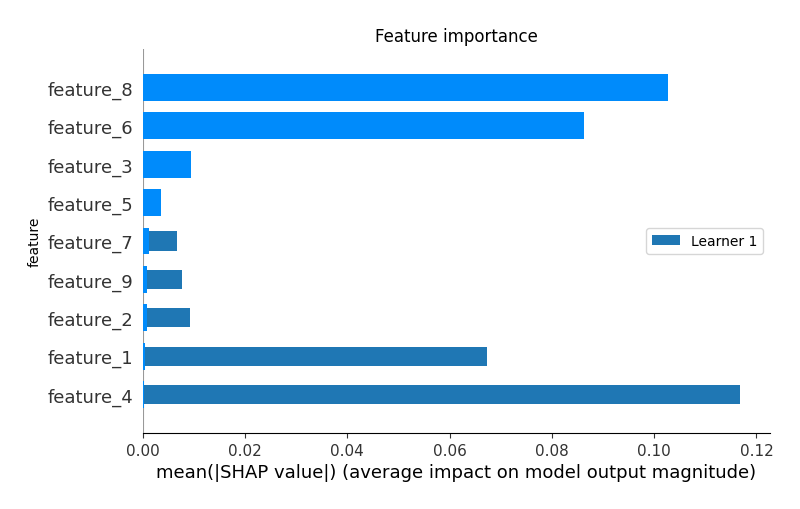 Feature importance
feature_8
feature_6
feature_3
feature_5
feature_7
feature_9
feature_2
feature_1
feature_4
feature
Learner 1
0.00 0.02 0.04 0.06 0.08 0.10 0.12
mean(|SHAP value|) (average impact on model output magnitude)